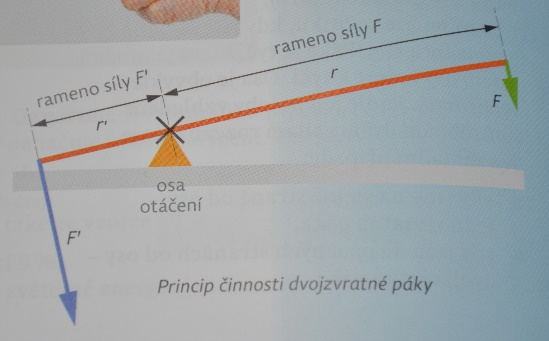 rameno síly F
r
F
rameno síly F'
r'
osa
otáčení
F'
Princip činnosti dvojzvratné páky